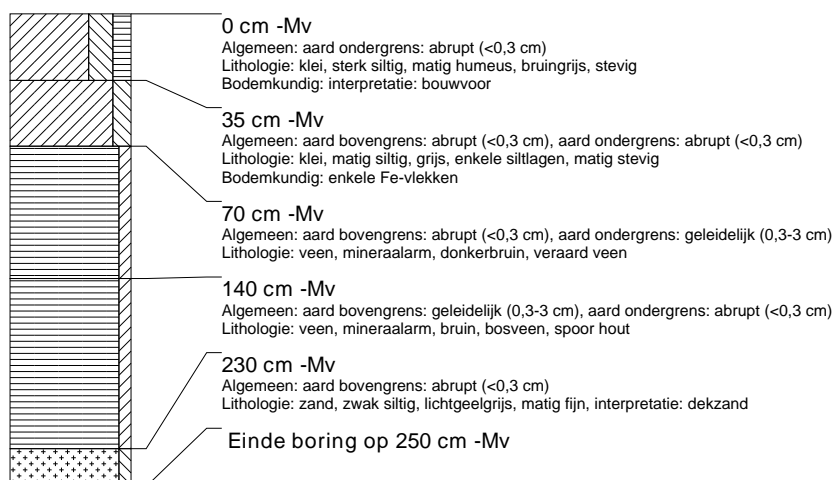 0 cm -Mv
Algemeen: aard ondergrens: abrupt (<0,3 cm)
Lithologie: klei, sterk siltig, matig humeus, bruingrijs, stevig
Bodemkundig: interpretatie: bouwvoor
35 cm -Mv
Algemeen: aard bovengrens: abrupt (<0,3 cm), aard ondergrens: abrupt (<0,3 cm)
Lithologie: klei, matig siltig, grijs, enkele siltlagen, matig stevig
Bodemkundig: enkele Fe-vlekken
70 cm -Mv
Algemeen: aard bovengrens: abrupt (<0,3 cm), aard ondergrens: geleidelijk (0,3-3 cm)
Lithologie: veen, mineraalarm, donkerbruin, veraard veen
140 cm -Mv
Algemeen: aard bovengrens: geleidelijk (0,3-3 cm), aard ondergrens: abrupt (<0,3 cm)
Lithologie: veen, mineraalarm, bruin, bosveen, spoor hout
230 cm -Mv
Algemeen: aard bovengrens: abrupt (<0,3 cm)
Lithologie: zand, zwak siltig, lichtgeelgrijs, matig fijn, interpretatie: dekzand
Einde boring op 250 cm -Mv